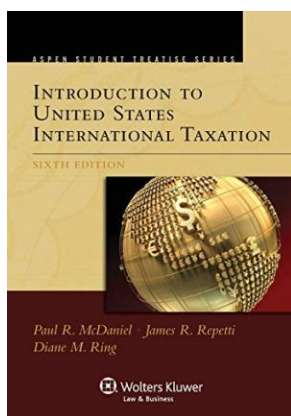 ASPEN STUDENT TREATISE SERIES
INTRODUCTION TO
UNITED STATES
INTERNATIONAL TAXATION
SIXTH EDITION
Paul R. McDaniel • James R. Repetti
Diane M. Ring
Wolters Kluwer
Law & Business